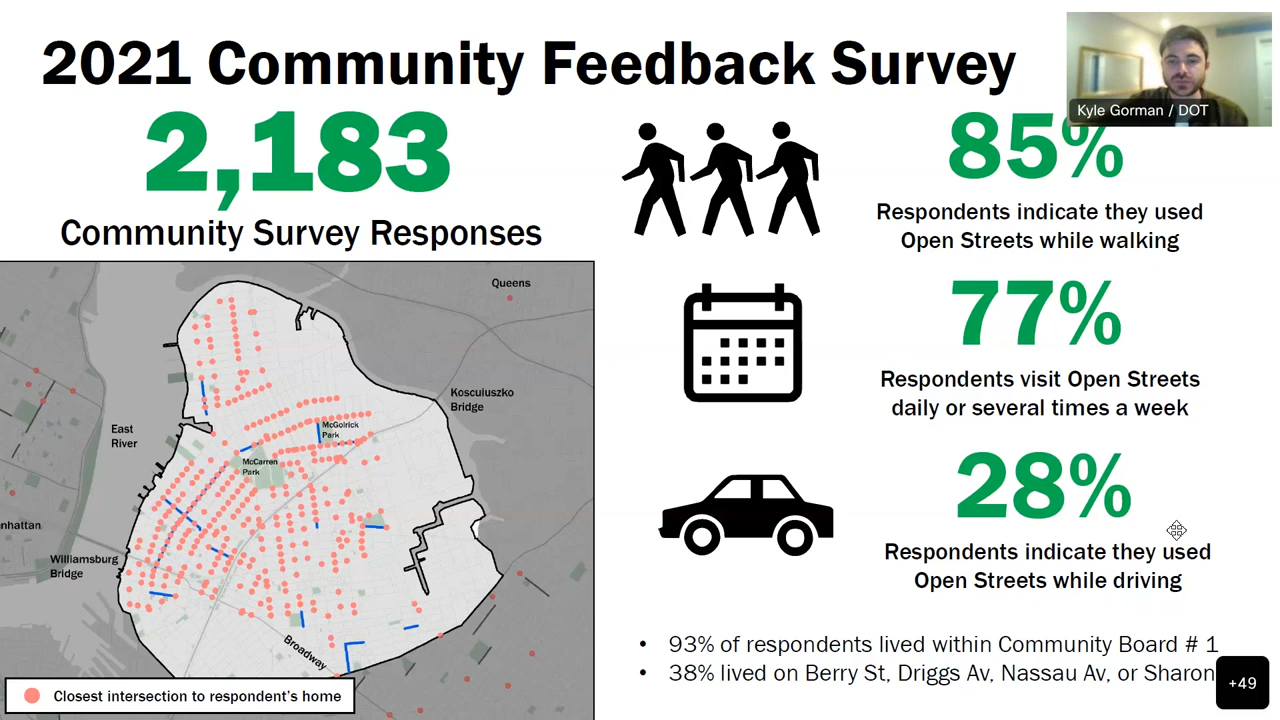 2021 Community Feedback Survey
Kyle Gorman / DOT
2,183
Community Survey Responses
85%
Respondents indicate they used
Open Streets while walking
77%
Respondents visit Open Streets
daily or several times a week
28%
Respondents indicate they used
Open Streets while driving
• 93% of respondents lived within Community Board # 1
• 38% lived on Berry St, Driggs Av, Nassau Av, or Sharon
+49
Queens
Kosculuszko
Bridge
East
River
McGolrick
Park
McCarren
Park
nhattan
Williamsburg
Bridge
Broadway
Closest intersection to respondent's home